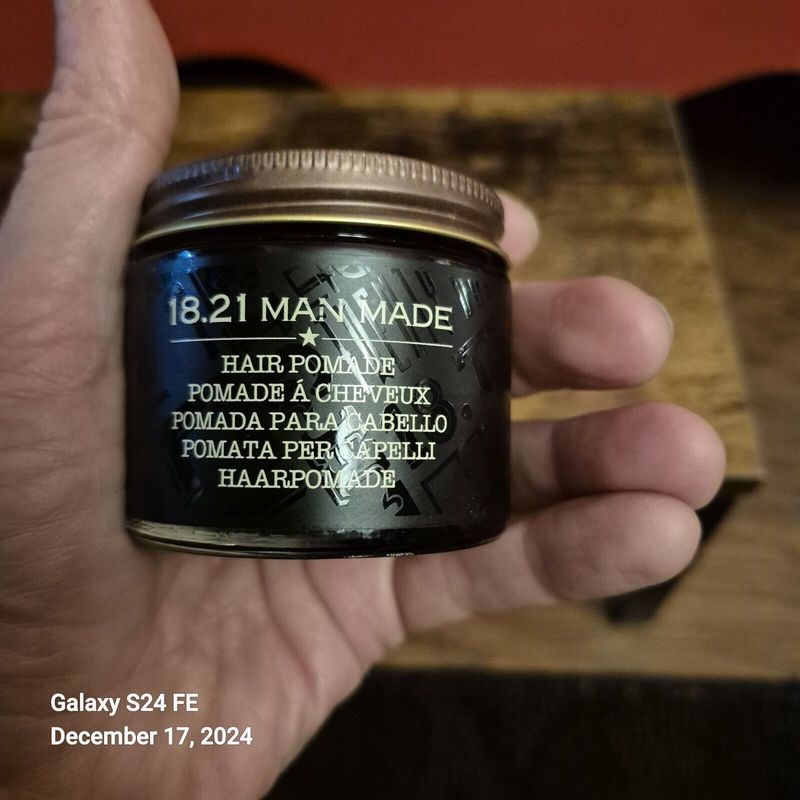 18.21 MAN MADE
HAIR POMADE
POMADE Á CHEVEUX
POMADA PARA CABELLO
POMATA PER CAPELLI
HAARPOMADE
Galaxy S24 FE
December 17, 2024